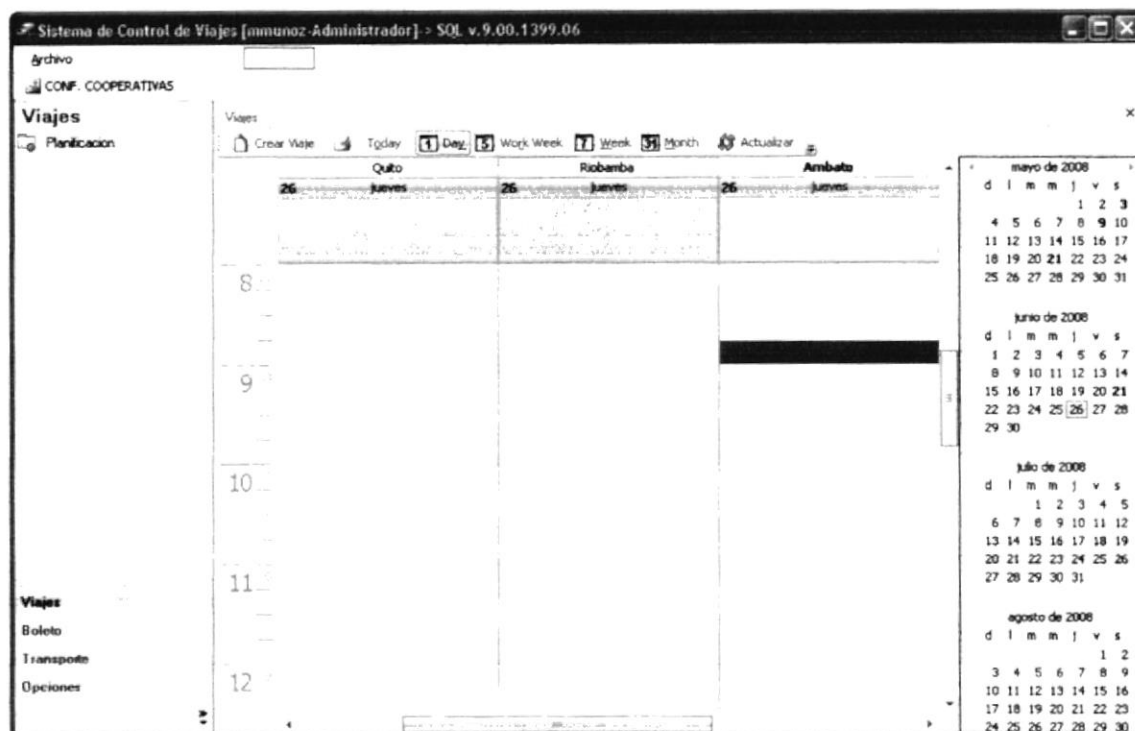 Sistema de Control de Viajes [mmunoz-Administrador] -> SQL v.9.00.1399.06
Archivo
CONF. COOPERATIVAS
Viajes
Planificacion
Viajes
Crear Viaje Today 1 Day 5 Work Week 7 Week 31 Month Actualizar
Quito Riobamba Ambato
26 jueves 26 jueves 26 jueves
8
9
10
11
12
mayo de 2008
d l m m j v s
1 2 3
4 5 6 7 8 9 10
11 12 13 14 15 16 17
18 19 20 21 22 23 24
25 26 27 28 29 30 31
junio de 2008
d l m m j v s
1 2 3 4 5 6 7
8 9 10 11 12 13 14
15 16 17 18 19 20 21
22 23 24 25 26 27 28
29 30
julio de 2008
d l m m j v s
1 2 3 4 5
6 7 8 9 10 11 12
13 14 15 16 17 18 19
20 21 22 23 24 25 26
27 28 29 30 31
agosto de 2008
d l m m j v s
1 2
3 4 5 6 7 8 9
10 11 12 13 14 15 16
17 18 19 20 21 22 23
24 25 26 27 28 29 30
Viajes
Boleto
Transporte
Opciones